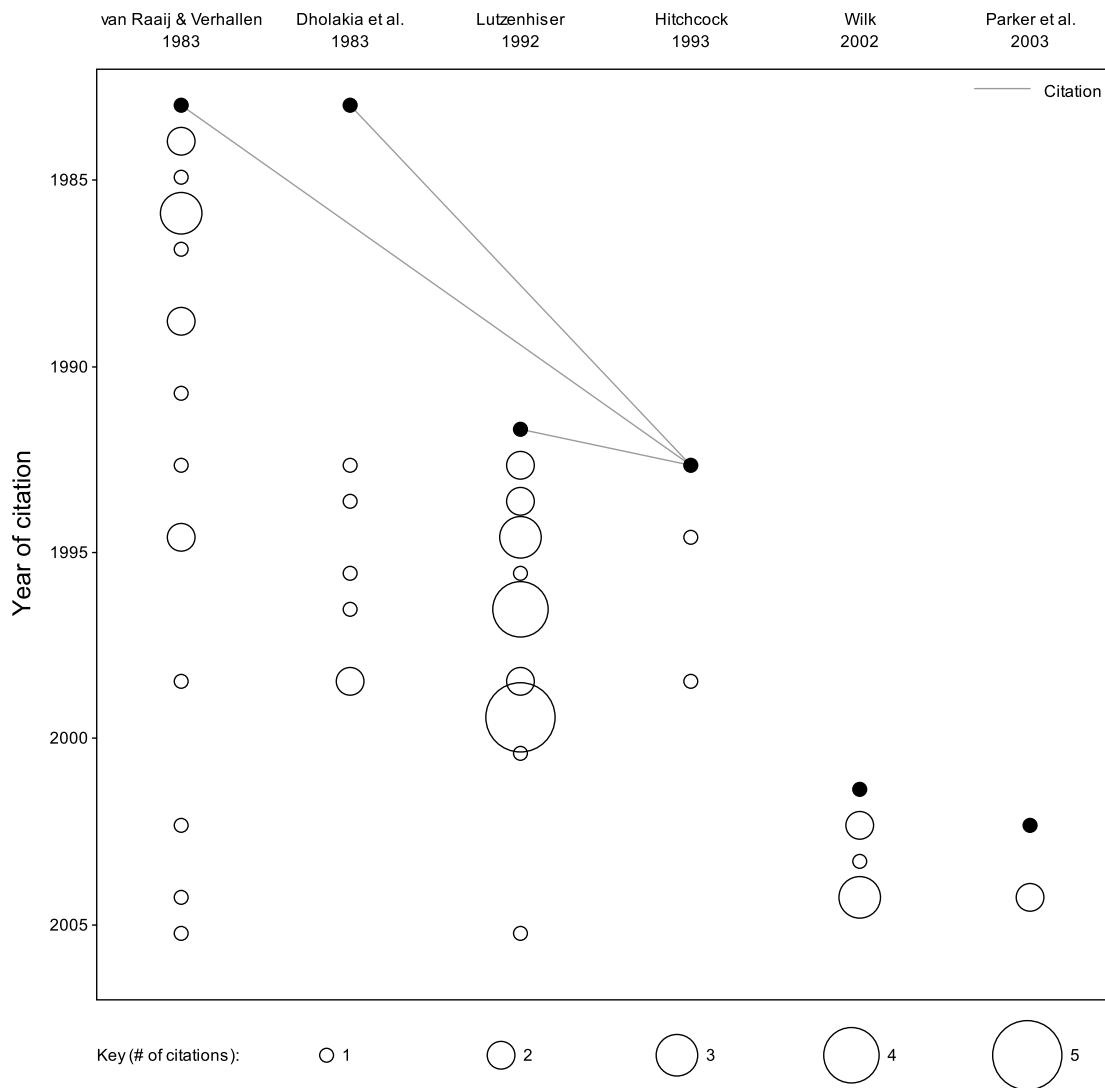 van Raaij & Verhallen
1983
Dholakia et al.
1983
Lutzenhiser
1992
Hitchcock
1993
Wilk
2002
Parker et al.
2003
Citation
1985
1990
1995
2000
2005
Year of citation
Key (# of citations): 1 2 3 4 5